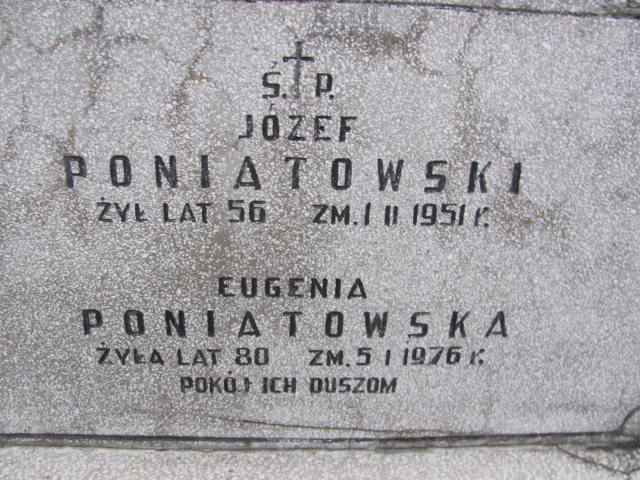 Ś. P.
JÓZEF
PONIATOWSKI
ŻYŁ LAT 56 ZM. 1 II 1951 r.
EUGENIA
PONIATOWSKA
ŻYŁA LAT 80 ZM. 5 I 1976 r.
POKÓJ ICH DUSZOM